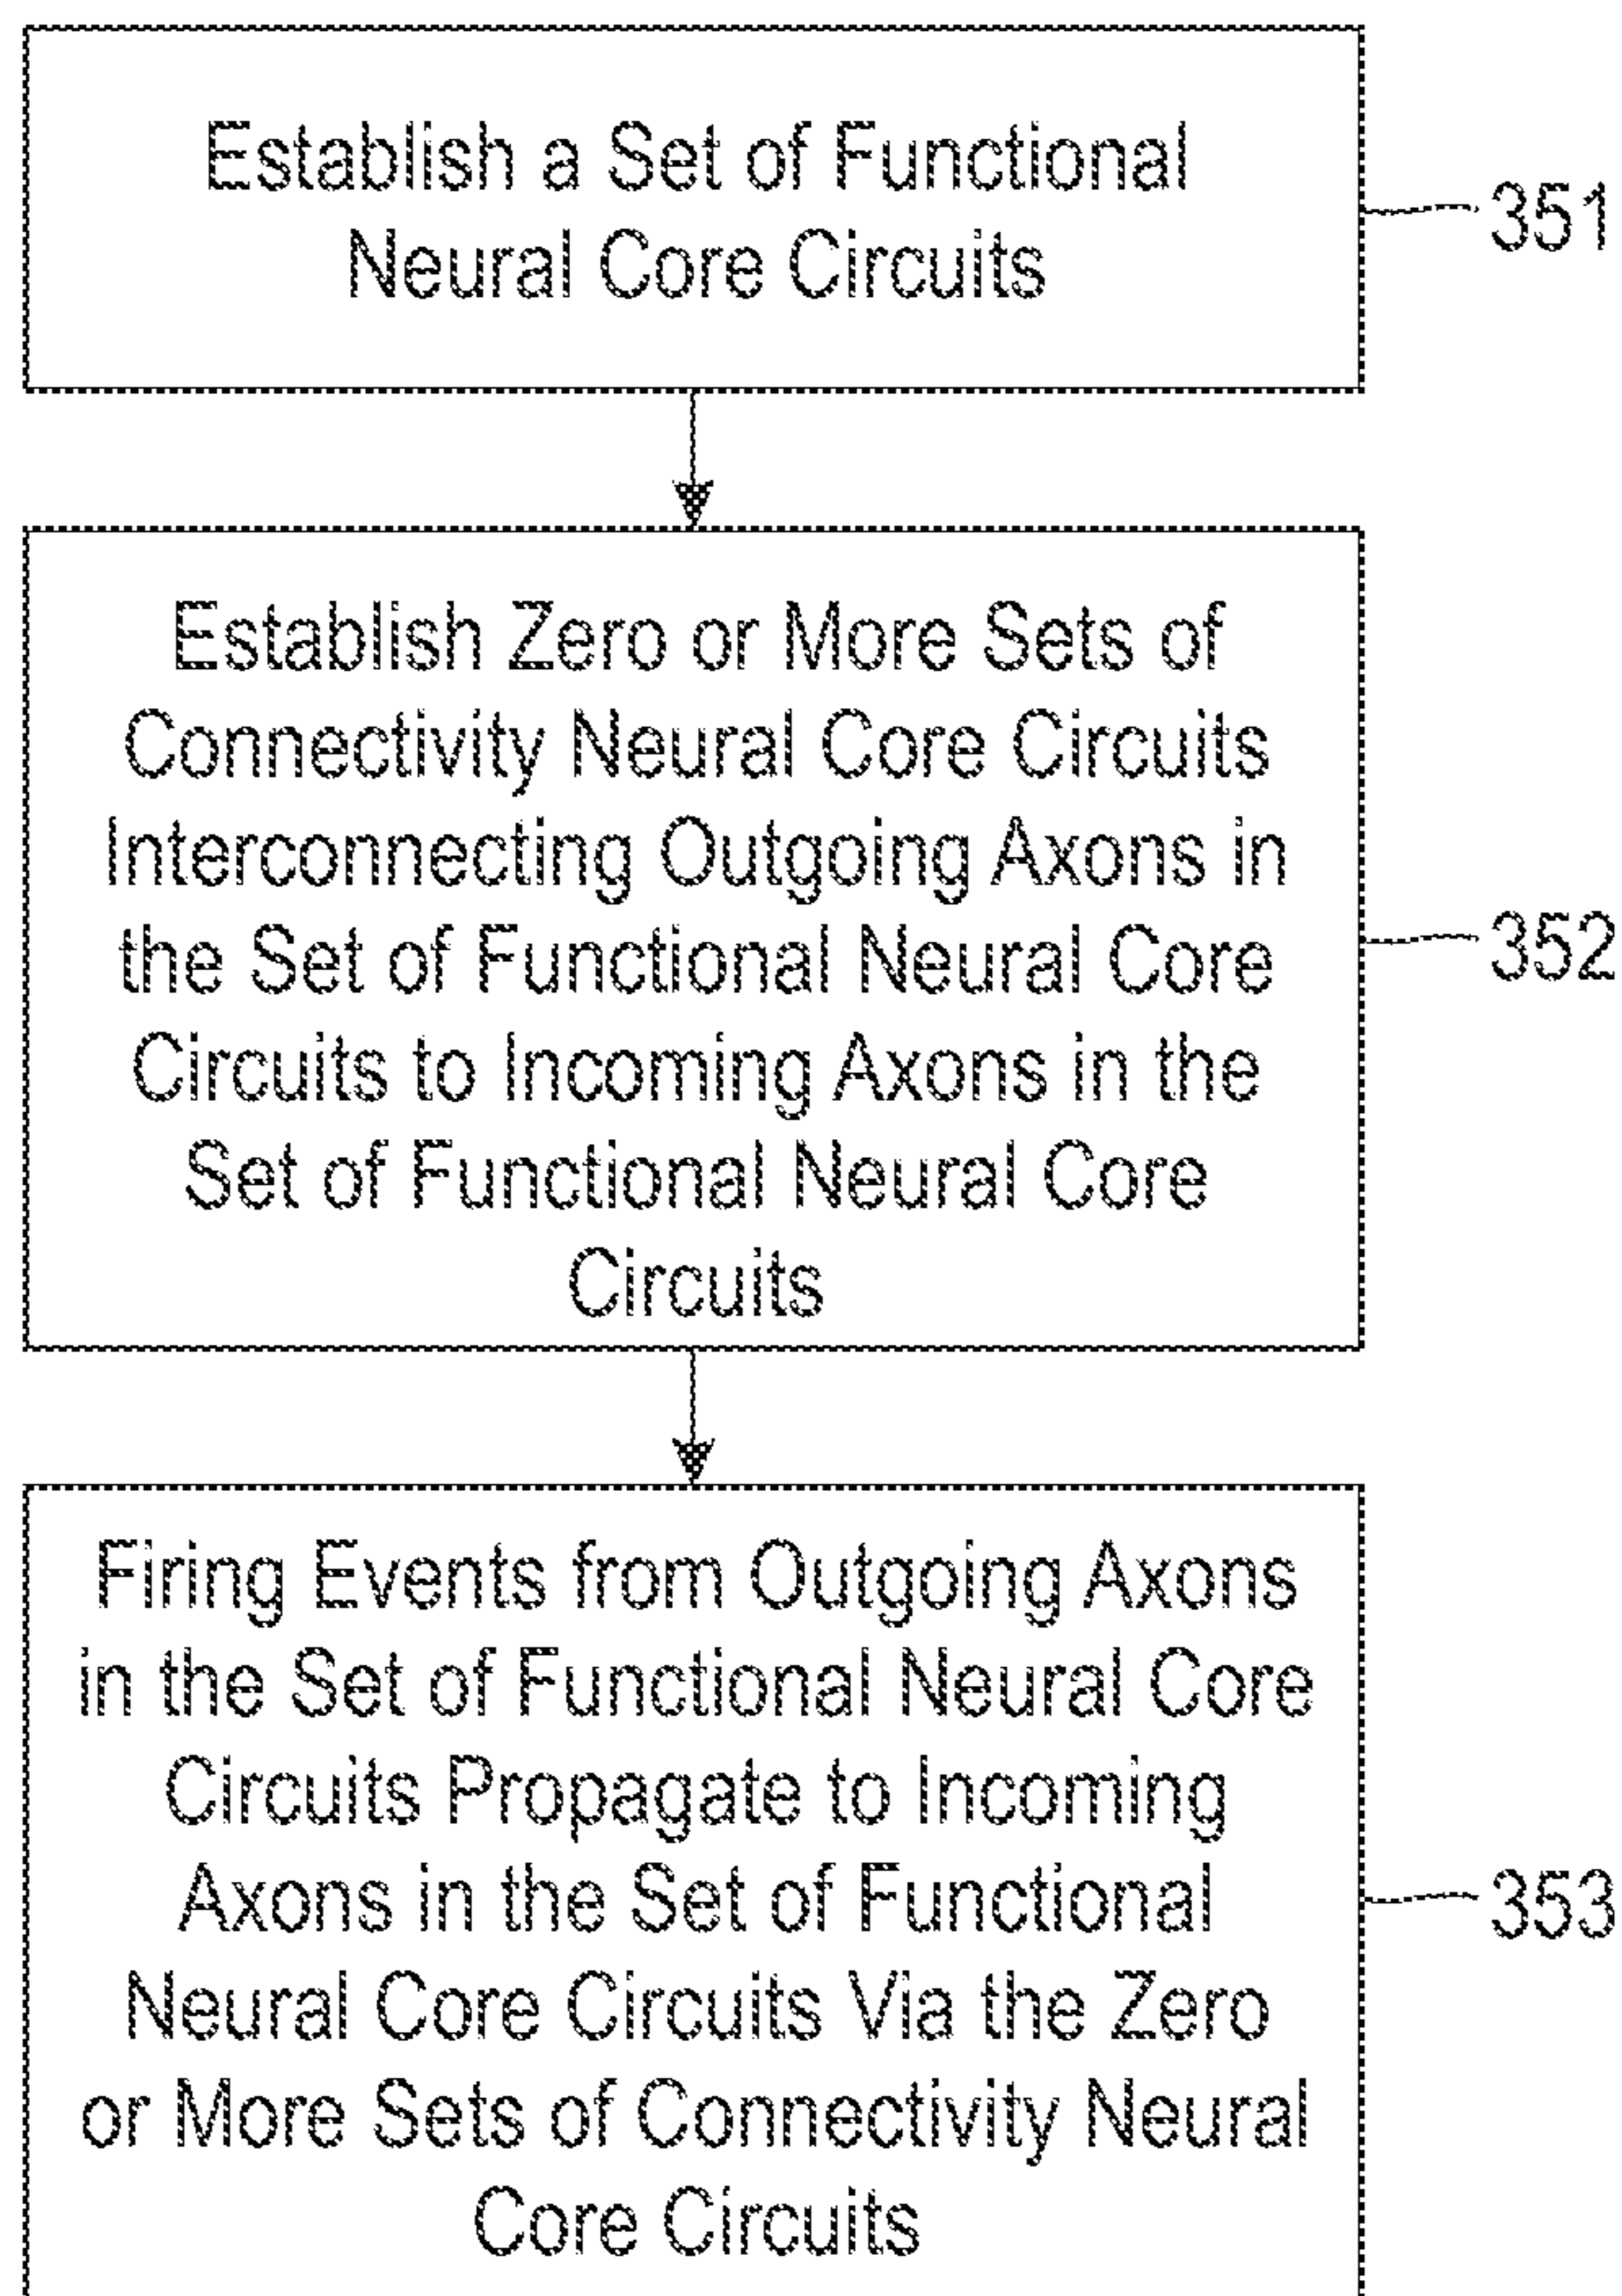 Establish a Set of Functional
Neural Core Circuits
351
Establish Zero or More Sets of
Connectivity Neural Core Circuits
Interconnecting Outgoing Axons in
the Set of Functional Neural Core
Circuits to Incoming Axons in the
Set of Functional Neural Core
Circuits
352
Firing Events from Outgoing Axons
in the Set of Functional Neural Core
Circuits Propagate to Incoming
Axons in the Set of Functional
Neural Core Circuits Via the Zero
or More Sets of Connectivity Neural
Core Circuits
353